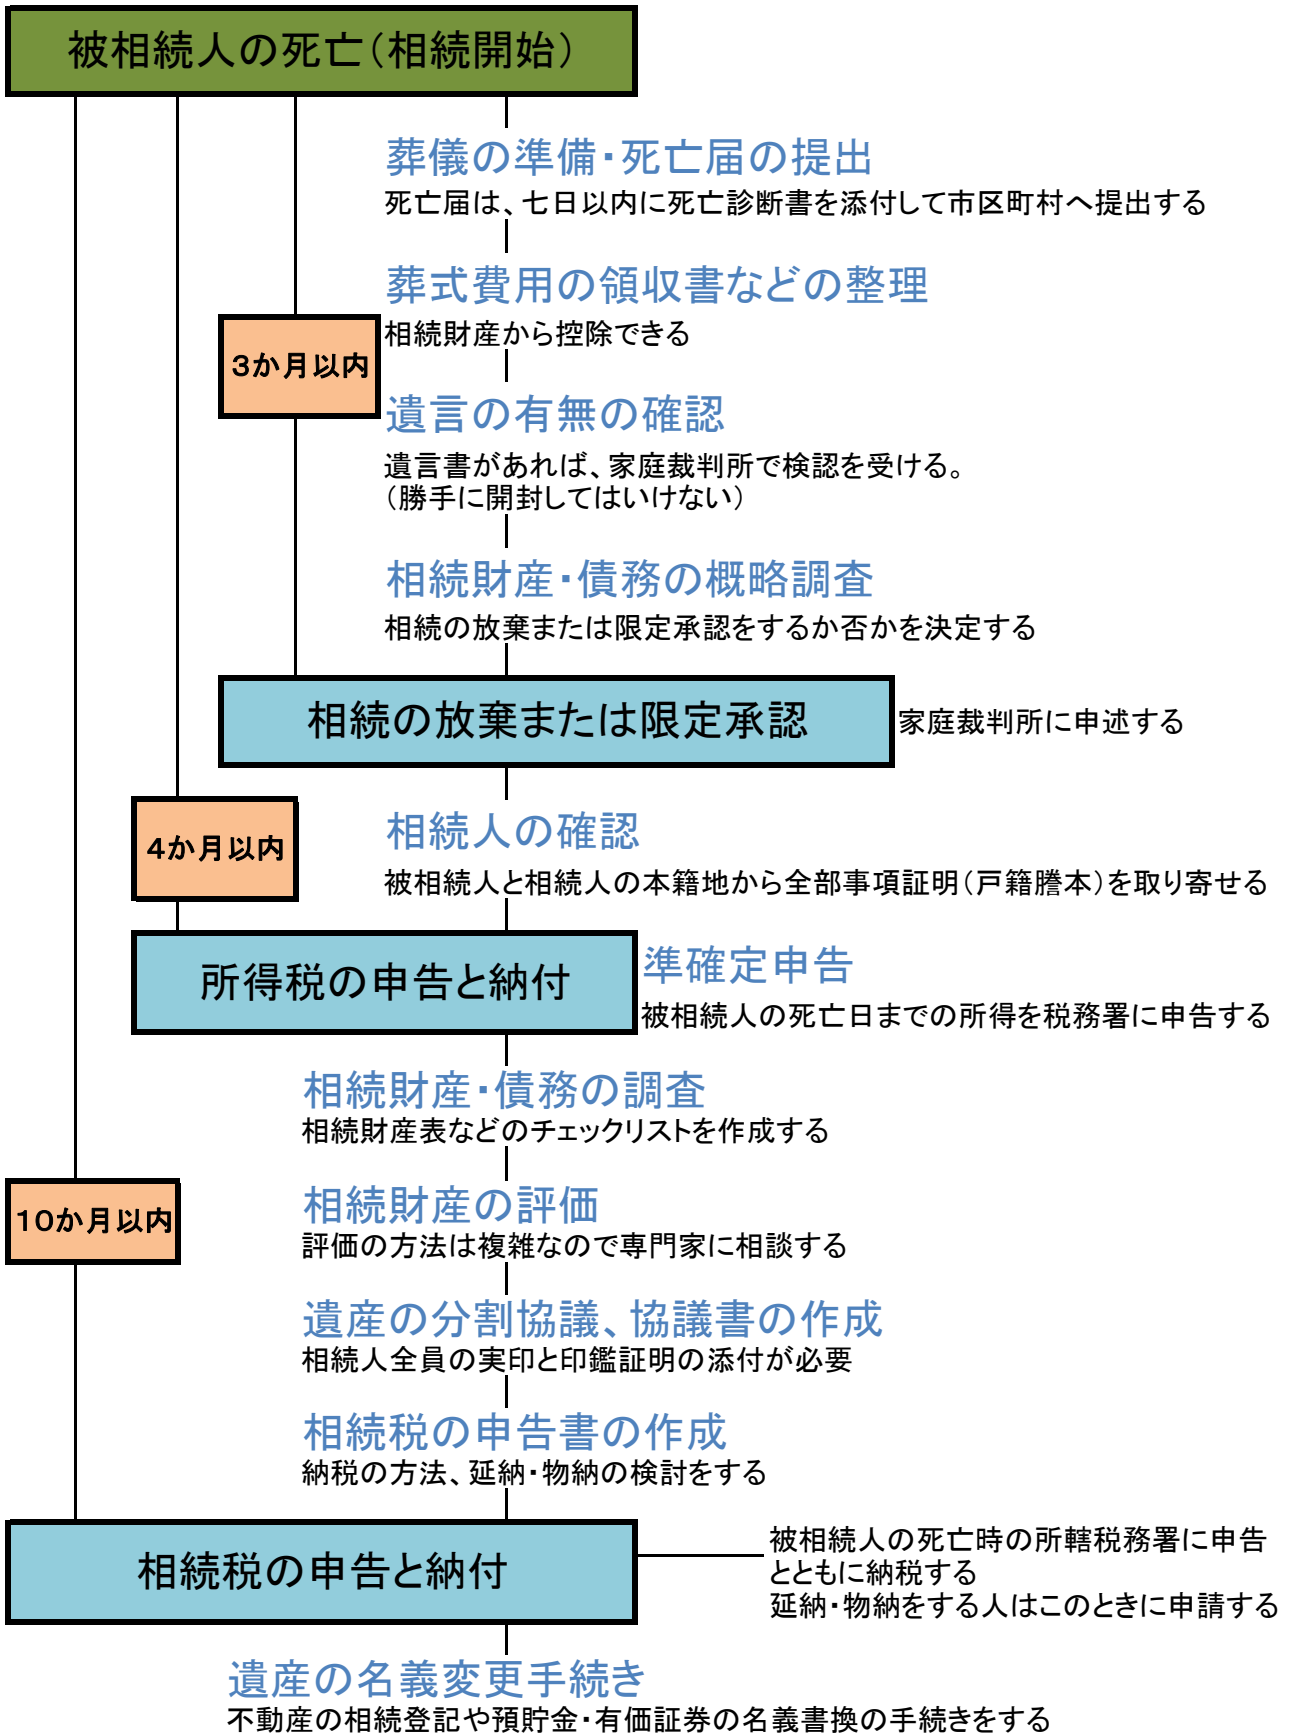 被相続人の死亡（相続開始）
葬儀の準備・死亡届の提出
死亡届は、七日以内に死亡診断書を添付して市区町村へ提出する
葬式費用の領収書などの整理
相続財産から控除できる
3か月以内
遺言の有無の確認
遺言書があれば、家庭裁判所で検認を受ける。
（勝手に開封してはいけない）
相続財産・債務の概略調査
相続の放棄または限定承認をするか否かを決定する
相続の放棄または限定承認
家庭裁判所に申述する
4か月以内
相続人の確認
被相続人と相続人の本籍地から全部事項証明（戸籍謄本）を取り寄せる
所得税の申告と納付
準確定申告
被相続人の死亡日までの所得を税務署に申告する
相続財産・債務の調査
相続財産表などのチェックリストを作成する
10か月以内
相続財産の評価
評価の方法は複雑なので専門家に相談する
遺産の分割協議、協議書の作成
相続人全員の実印と印鑑証明の添付が必要
相続税の申告書の作成
納税の方法、延納・物納の検討をする
相続税の申告と納付
被相続人の死亡時の所轄税務署に申告
とともに納税する
延納・物納をする人はこのときに申請する
遺産の名義変更手続き
不動産の相続登記や預貯金・有価証券の名義書換の手続きをする